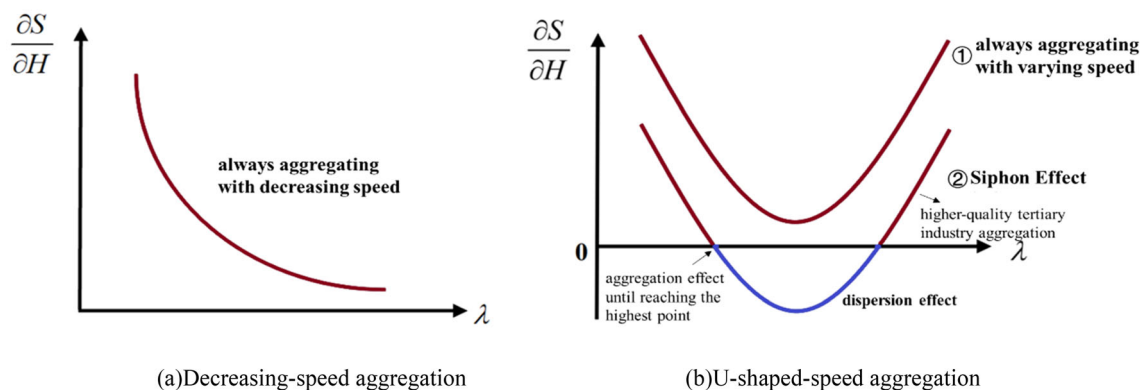 ∂S
∂H
always aggregating
with decreasing speed
λ
(a)Decreasing-speed aggregation
∂S
∂H
① always aggregating
with varying speed
② Siphon Effect
higher-quality tertiary
industry aggregation
0
λ
aggregation effect
until reaching the
highest point
dispersion effect
(b)U-shaped-speed aggregation